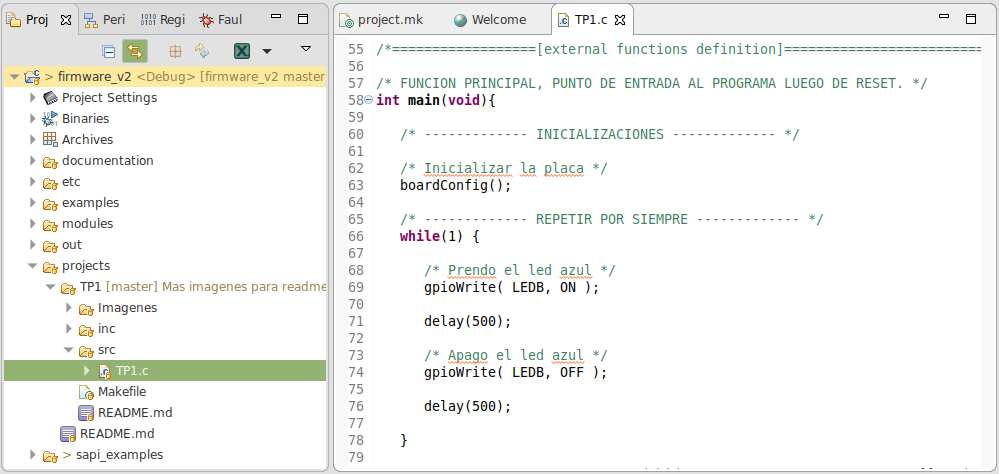 Proj Peri Regi Faul
> firmware_v2 <Debug> [firmware_v2 master
Project Settings
Binaries
Archives
documentation
etc
examples
modules
out
projects
TP1 [master] Mas imagenes para readme
Imagenes
inc
src
TP1.c
Makefile
README.md
README.md
> sapi_examples
project.mk Welcome TP1.c
55 /*==================[external functions definition]=========================
56
57 /* FUNCION PRINCIPAL, PUNTO DE ENTRADA AL PROGRAMA LUEGO DE RESET. */
58 int main(void){
59
60 /* ------------- INICIALIZACIONES ------------- */
61
62 /* Inicializar la placa */
63 boardConfig();
64
65 /* ------------- REPETIR POR SIEMPRE ------------- */
66 while(1) {
67
68 /* Prendo el led azul */
69 gpioWrite( LEDB, ON );
70
71 delay(500);
72
73 /* Apago el led azul */
74 gpioWrite( LEDB, OFF );
75
76 delay(500);
77
78 }
79